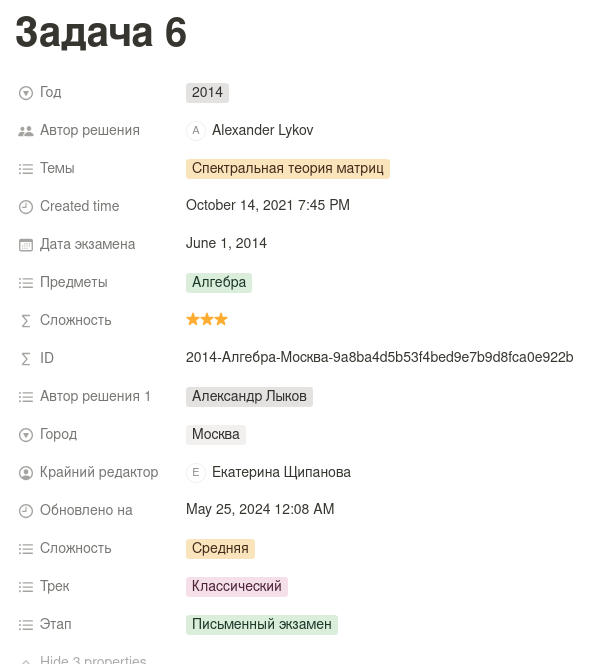 Задача 6
Год 2014
Автор решения A Alexander Lykov
Темы Спектральная теория матриц
Created time October 14, 2021 7:45 PM
Дата экзамена June 1, 2014
Предметы Алгебра
Сложность
ID 2014-Алгебра-Москва-9a8ba4d5b53f4bed9e7b9d8fca0e922b
Автор решения 1 Александр Лыков
Город Москва
Крайний редактор E Екатерина Щипанова
Обновлено на May 25, 2024 12:08 AM
Сложность Средняя
Трек Классический
Этап Письменный экзамен
Hide 3 properties